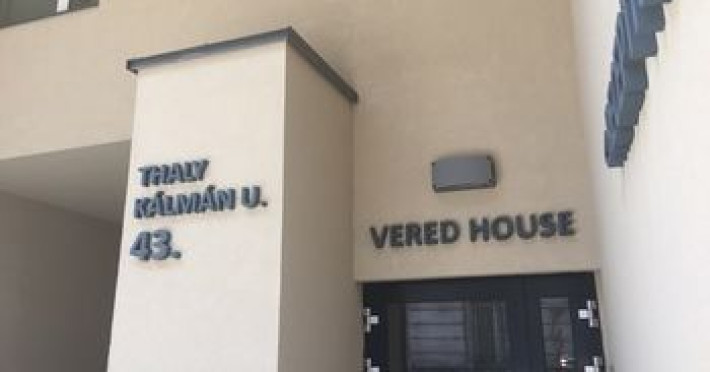 THALY
KÁLMÁN U.
43.
VERED HOUSE